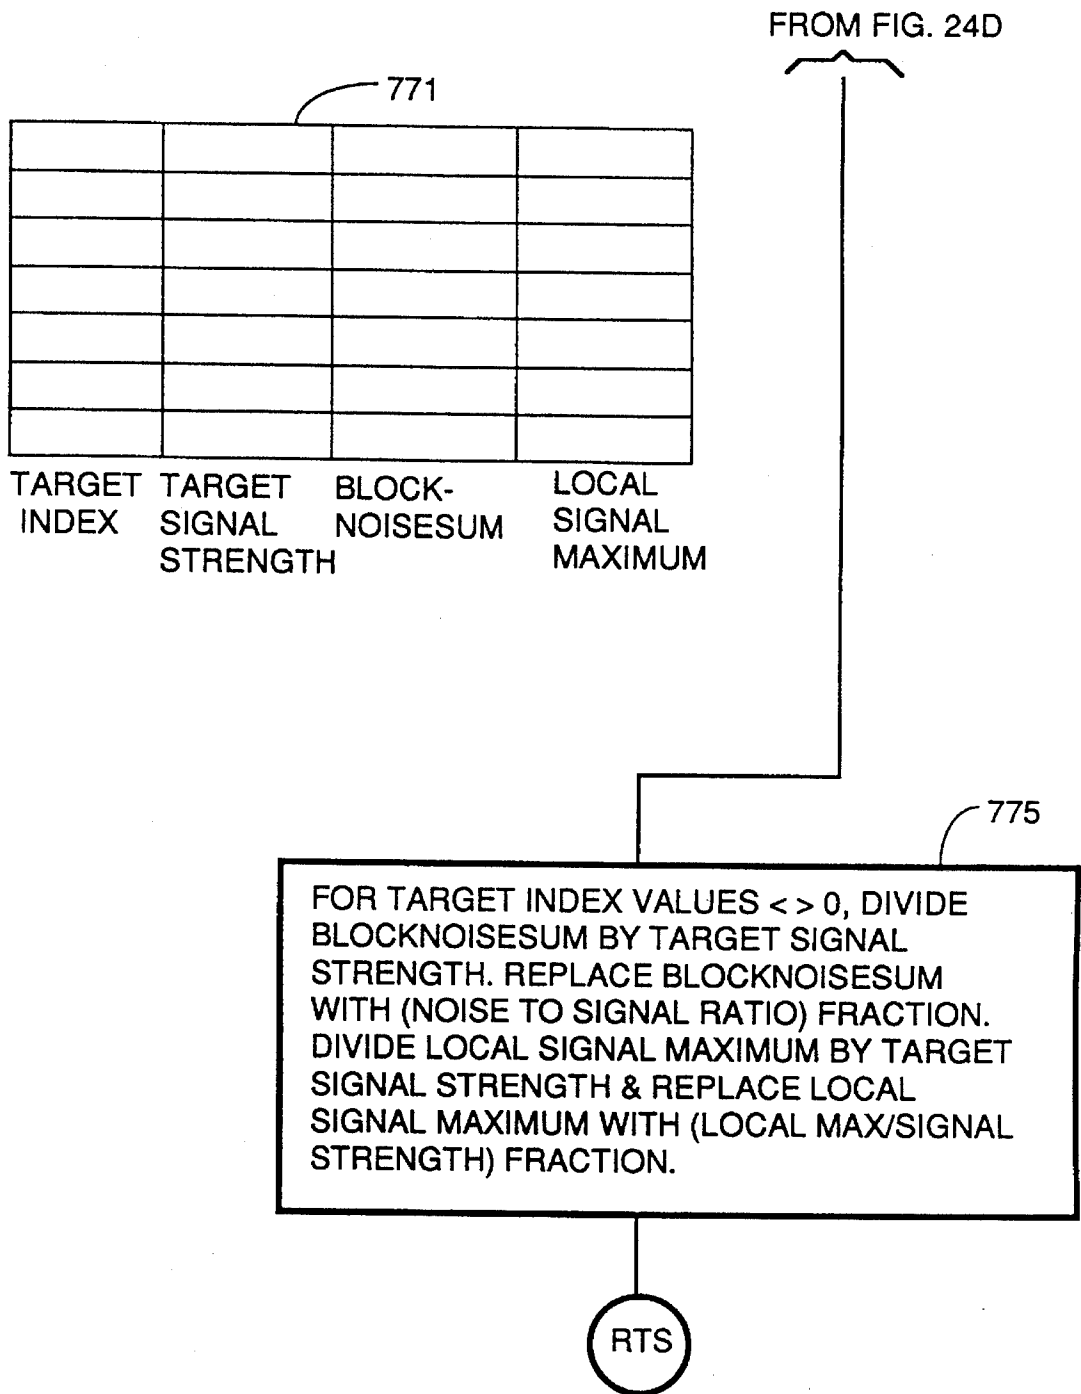 FROM FIG. 24D
771
TARGET INDEX
TARGET SIGNAL STRENGTH
BLOCK-NOISESUM
LOCAL SIGNAL MAXIMUM
775
FOR TARGET INDEX VALUES < > 0, DIVIDE
BLOCKNOISESUM BY TARGET SIGNAL
STRENGTH. REPLACE BLOCKNOISESUM
WITH (NOISE TO SIGNAL RATIO) FRACTION.
DIVIDE LOCAL SIGNAL MAXIMUM BY TARGET
SIGNAL STRENGTH & REPLACE LOCAL
SIGNAL MAXIMUM WITH (LOCAL MAX/SIGNAL
STRENGTH) FRACTION.
RTS